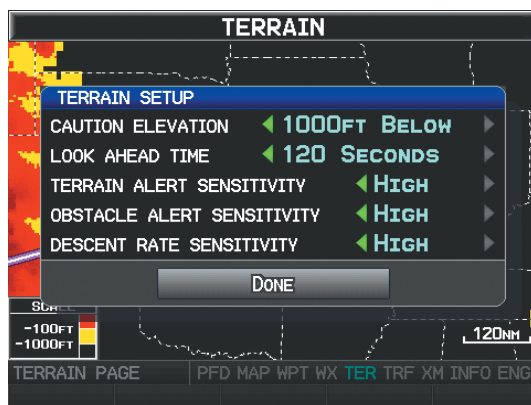 TERRAIN
TERRAIN SETUP
CAUTION ELEVATION 1000FT BELOW
LOOK AHEAD TIME 120 SECONDS
TERRAIN ALERT SENSITIVITY HIGH
OBSTACLE ALERT SENSITIVITY HIGH
DESCENT RATE SENSITIVITY HIGH
DONE
SCALE
-100FT
-1000FT
120NM
TERRAIN PAGE PFD MAP WPT WX TER TRF XM INFO ENG